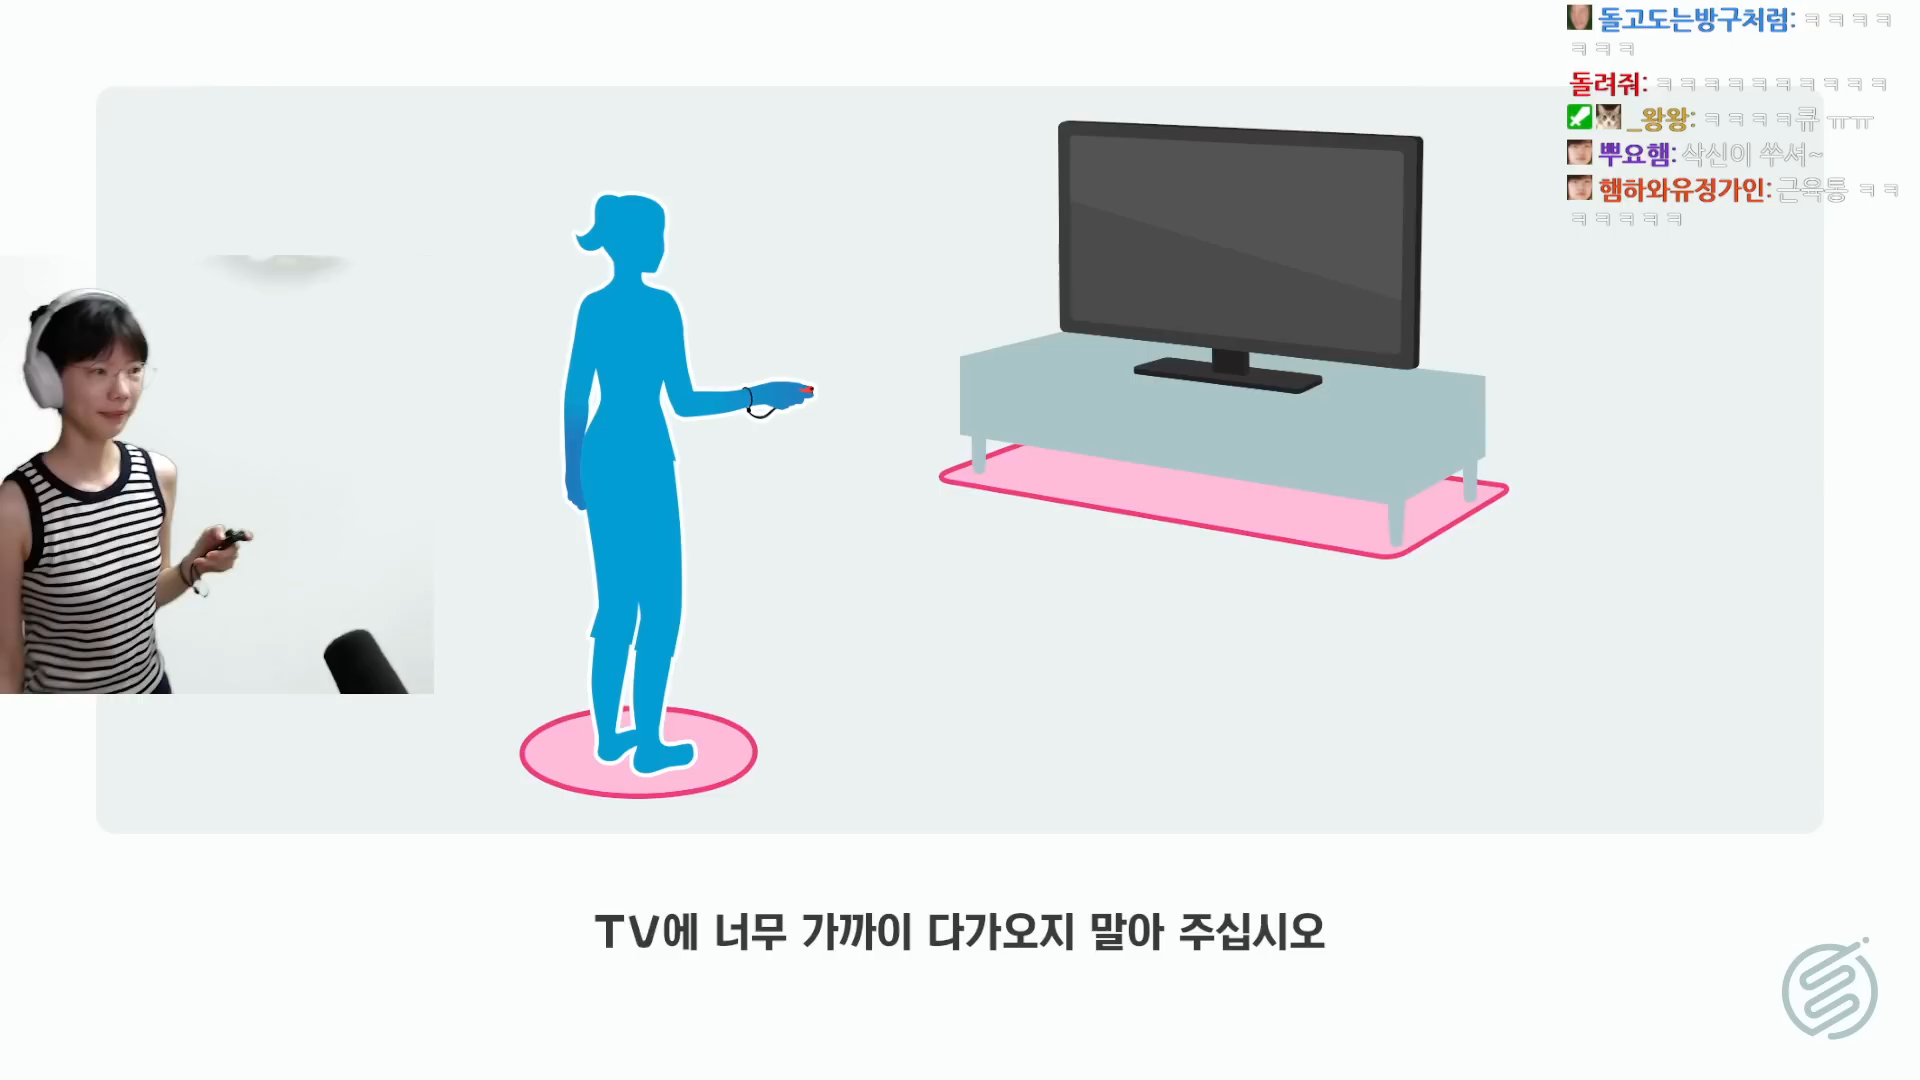 돌고도는방구처럼: ㅋㅋㅋㅋ
ㅋㅋㅋ
돌려줘: ㅋㅋㅋㅋㅋㅋㅋㅋㅋㅋ
_왕왕: ㅋㅋㅋㅋ큐ㅠㅠ
뿌요햄: 삭신이 쑤셔~
햄하와유정가인: 근육통 ㅋㅋ
ㅋㅋㅋㅋㅋ
TV에 너무 가까이 다가오지 말아 주십시오